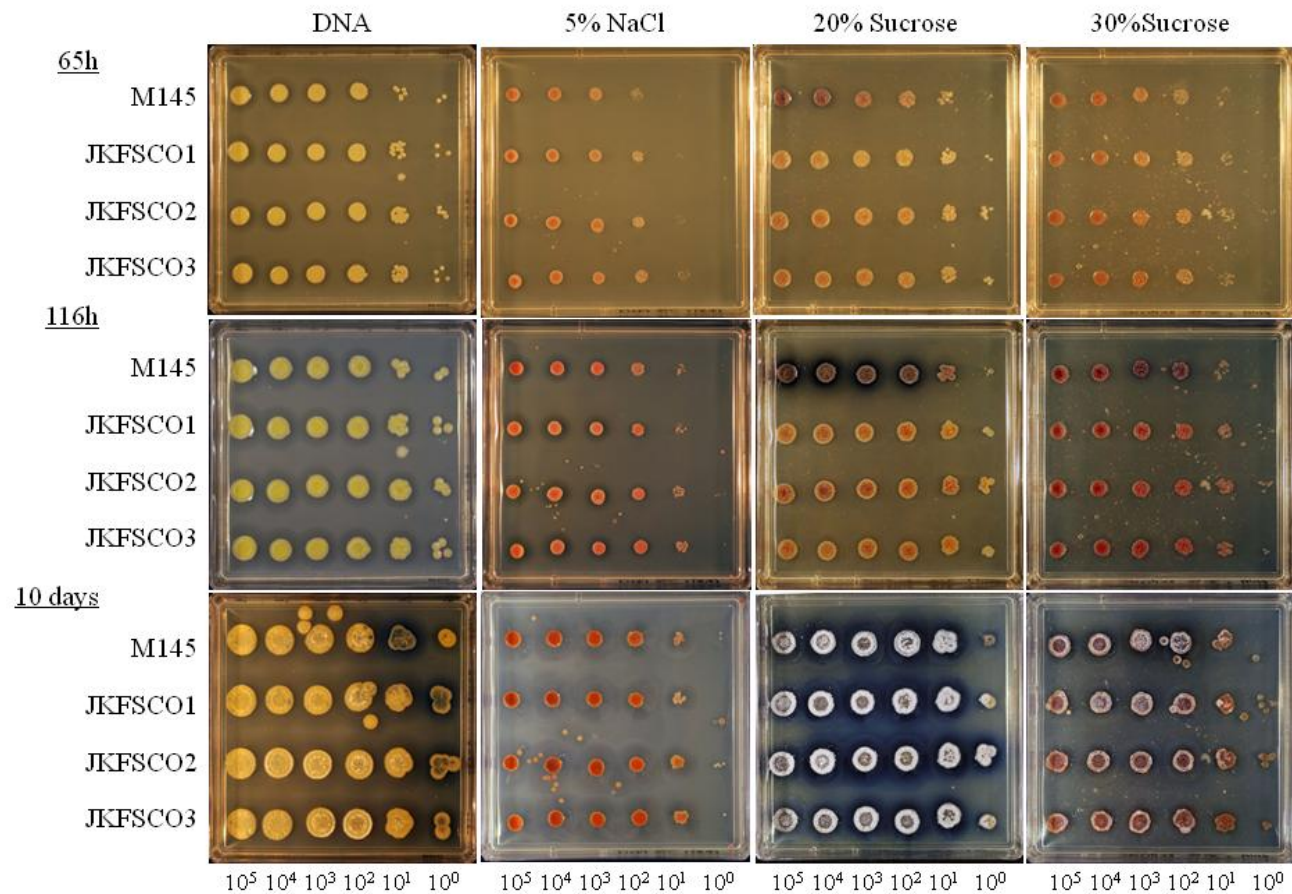 DNA 5% NaCl 20% Sucrose 30%Sucrose
65h
M145
JKFSCO1
JKFSCO2
JKFSCO3
116h
M145
JKFSCO1
JKFSCO2
JKFSCO3
10 days
M145
JKFSCO1
JKFSCO2
JKFSCO3
10⁵ 10⁴ 10³ 10² 10¹ 10⁰ 10⁵ 10⁴ 10³ 10² 10¹ 10⁰ 10⁵ 10⁴ 10³ 10² 10¹ 10⁰ 10⁵ 10⁴ 10³ 10² 10¹ 10⁰